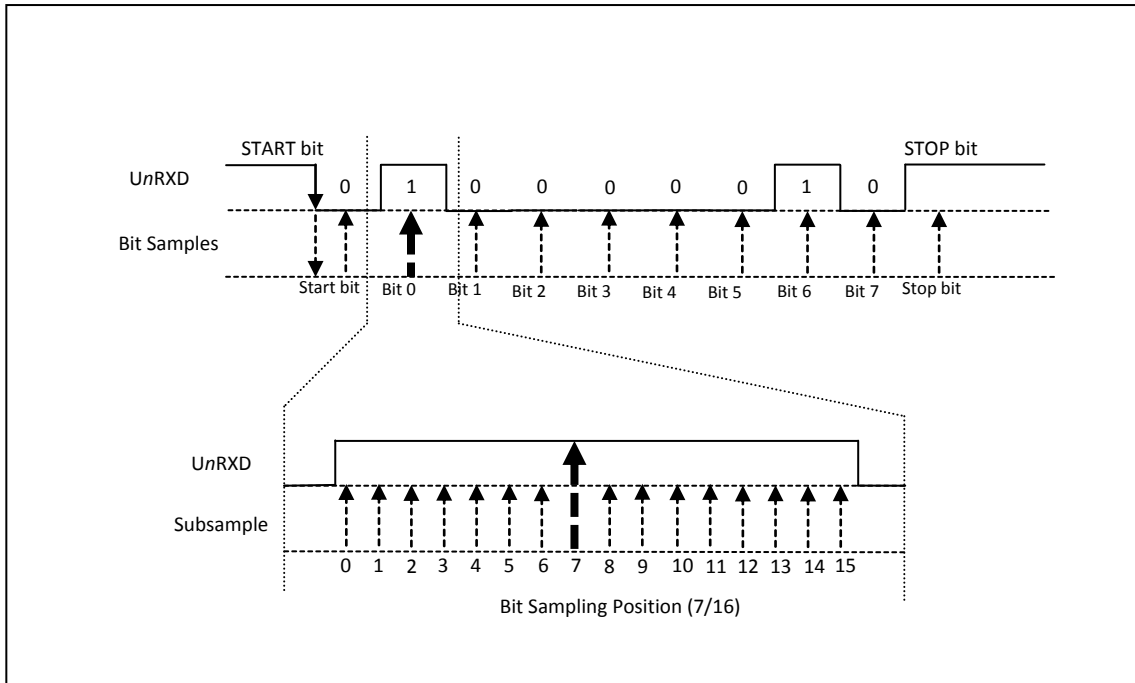 START bit STOP bit
UnRXD 0 1 0 0 0 0 0 1 0
Bit Samples
Start bit Bit 0 Bit 1 Bit 2 Bit 3 Bit 4 Bit 5 Bit 6 Bit 7 Stop bit
UnRXD
Subsample
0 1 2 3 4 5 6 7 8 9 10 11 12 13 14 15
Bit Sampling Position (7/16)